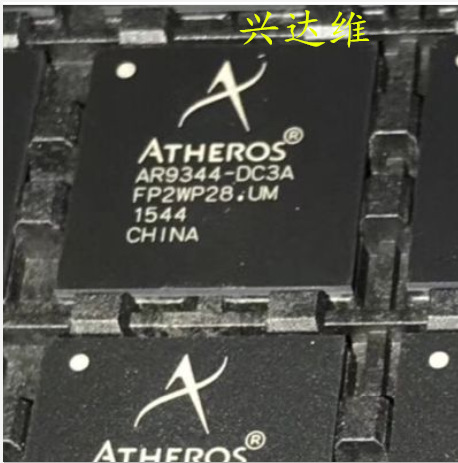 兴达维
ATHEROS®
AR9344-DC3A
FP2WP28.UM
1544
CHINA
ATHEROS®